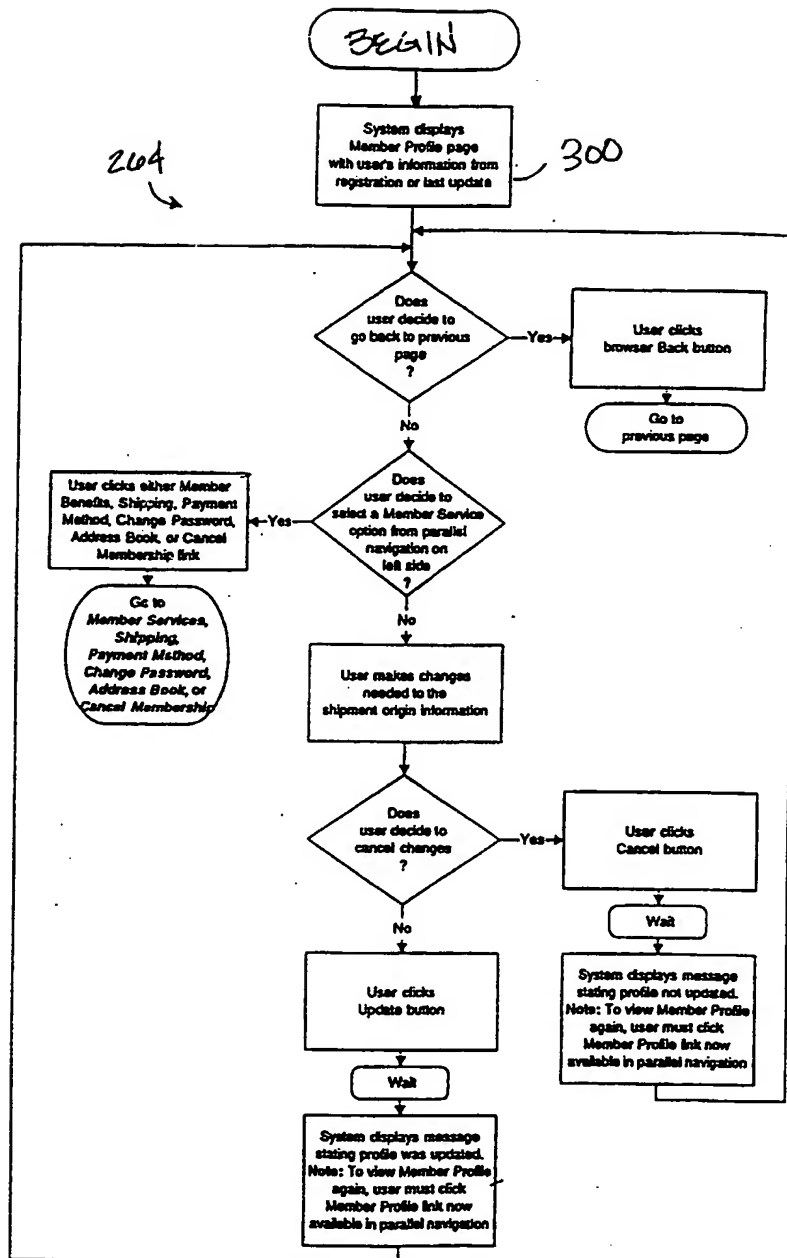 BEGIN
System displays
Member Profile page
with user's information from
registration or last update
300
264
Does
user decide to
go back to previous
page
?
Yes
User clicks
browser Back button
Go to
previous page
No
Does
user decide to
select a Member Service
option from parallel
navigation on
left side
?
Yes
User clicks either Member
Benefits, Shipping, Payment
Method, Change Password,
Address Book, or Cancel
Membership link
Go to
Member Services,
Shipping,
Payment Method,
Change Password,
Address Book, or
Cancel Membership
No
User makes changes
needed to the
shipment origin information
Does
user decide to
cancel changes
?
Yes
User clicks
Cancel button
Wait
System displays message
stating profile not updated.
Note: To view Member Profile
again, user must click
Member Profile link now
available in parallel navigation
No
User clicks
Update button
Wait
System displays message
stating profile was updated.
Note: To view Member Profile
again, user must click
Member Profile link now
available in parallel navigation